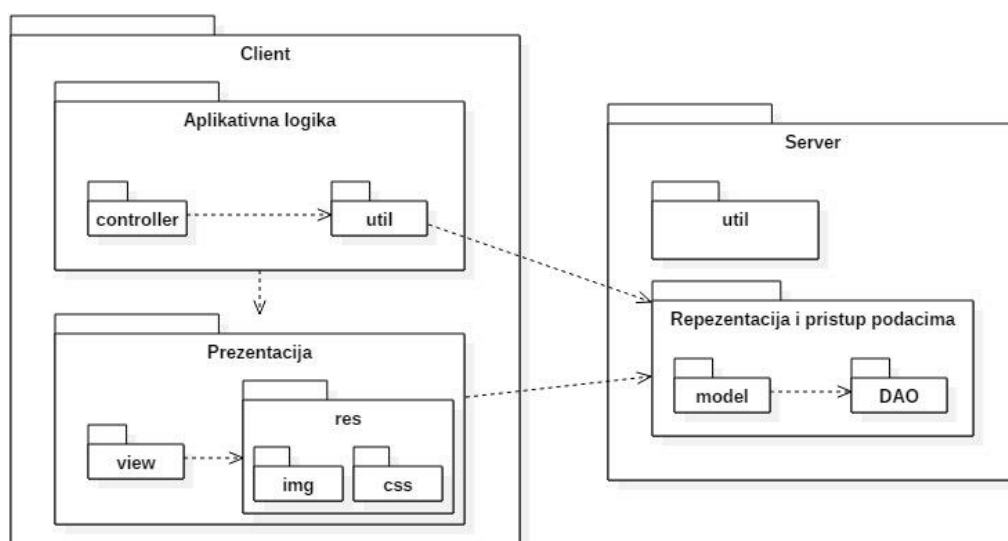 Client
Aplikativna logika
controller
util
Prezentacija
view
res
img
css
Server
util
Repezentacija i pristup podacima
model
DAO